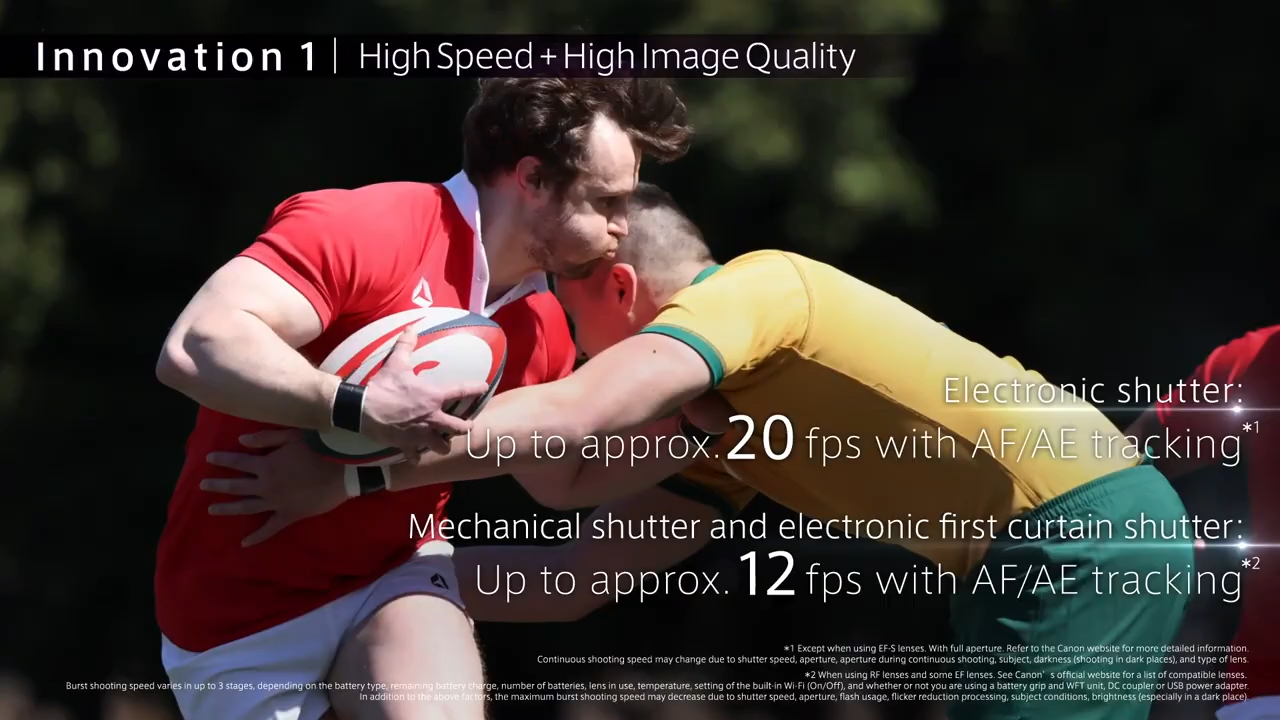 Innovation 1 | High Speed + High Image Quality
Electronic shutter:
Up to approx. 20 fps with AF/AE tracking*1
Mechanical shutter and electronic first curtain shutter:
Up to approx. 12 fps with AF/AE tracking*2
*1 Except when using EF-S lenses. With full aperture. Refer to the Canon website for more detailed information.
Continuous shooting speed may change due to shutter speed, aperture, aperture during continuous shooting, subject, darkness (shooting in dark places), and type of lens.
*2 When using RF lenses and some EF lenses. See Canon's official website for a list of compatible lenses.
Burst shooting speed varies in up to 3 stages, depending on the battery type, remaining battery charge, number of batteries, lens in use, temperature, setting of the built-in Wi-Fi (On/Off), and whether or not you are using a battery grip and WFT unit, DC coupler or USB power adapter.
In addition to the above factors, the maximum burst shooting speed may decrease due to shutter speed, aperture, flash usage, flicker reduction processing, subject conditions, brightness (especially in a dark place).